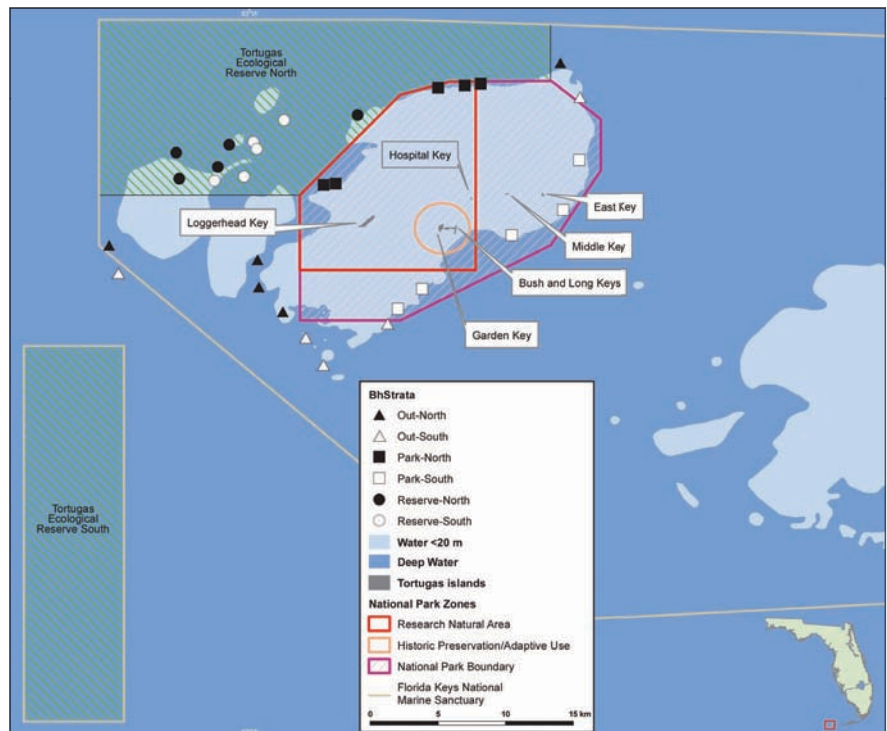 Tortugas
Ecological
Reserve North
Hospital Key
Loggerhead Key
East Key
Middle Key
Bush and Long Keys
Garden Key
Tortugas
Ecological
Reserve South
BhStrata
Out-North
Out-South
Park-North
Park-South
Reserve-North
Reserve-South
Water <20 m
Deep Water
Tortugas islands
National Park Zones
Research Natural Area
Historic Preservation/Adaptive Use
National Park Boundary
Florida Keys National
Marine Sanctuary
0 5 10 15 km